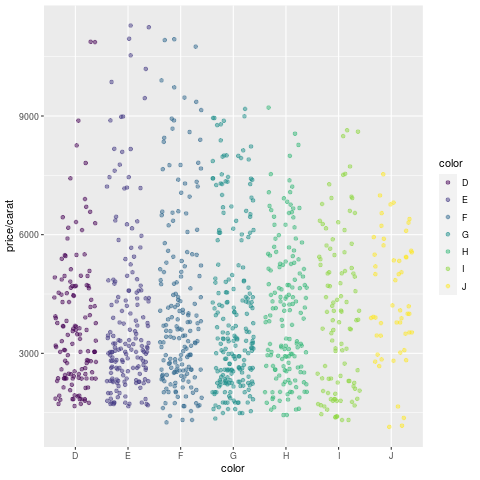 9000
6000
3000
price/carat
D E F G H I J
color
color
D
E
F
G
H
I
J